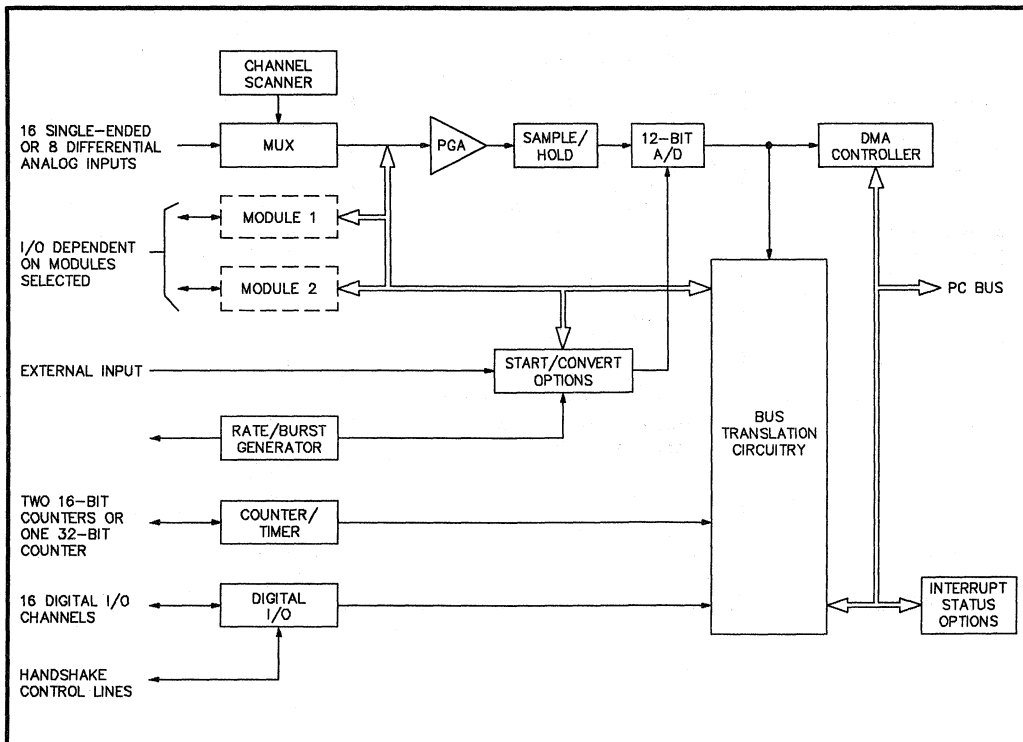 CHANNEL
SCANNER
16 SINGLE-ENDED
OR 8 DIFFERENTIAL
ANALOG INPUTS
MUX
PGA
SAMPLE/
HOLD
12-BIT
A/D
DMA
CONTROLLER
MODULE 1
I/O DEPENDENT
ON MODULES
SELECTED
MODULE 2
PC BUS
EXTERNAL INPUT
START/CONVERT
OPTIONS
RATE/BURST
GENERATOR
BUS
TRANSLATION
CIRCUITRY
TWO 16-BIT
COUNTERS OR
ONE 32-BIT
COUNTER
COUNTER/
TIMER
16 DIGITAL I/O
CHANNELS
DIGITAL
I/O
INTERRUPT
STATUS
OPTIONS
HANDSHAKE
CONTROL LINES